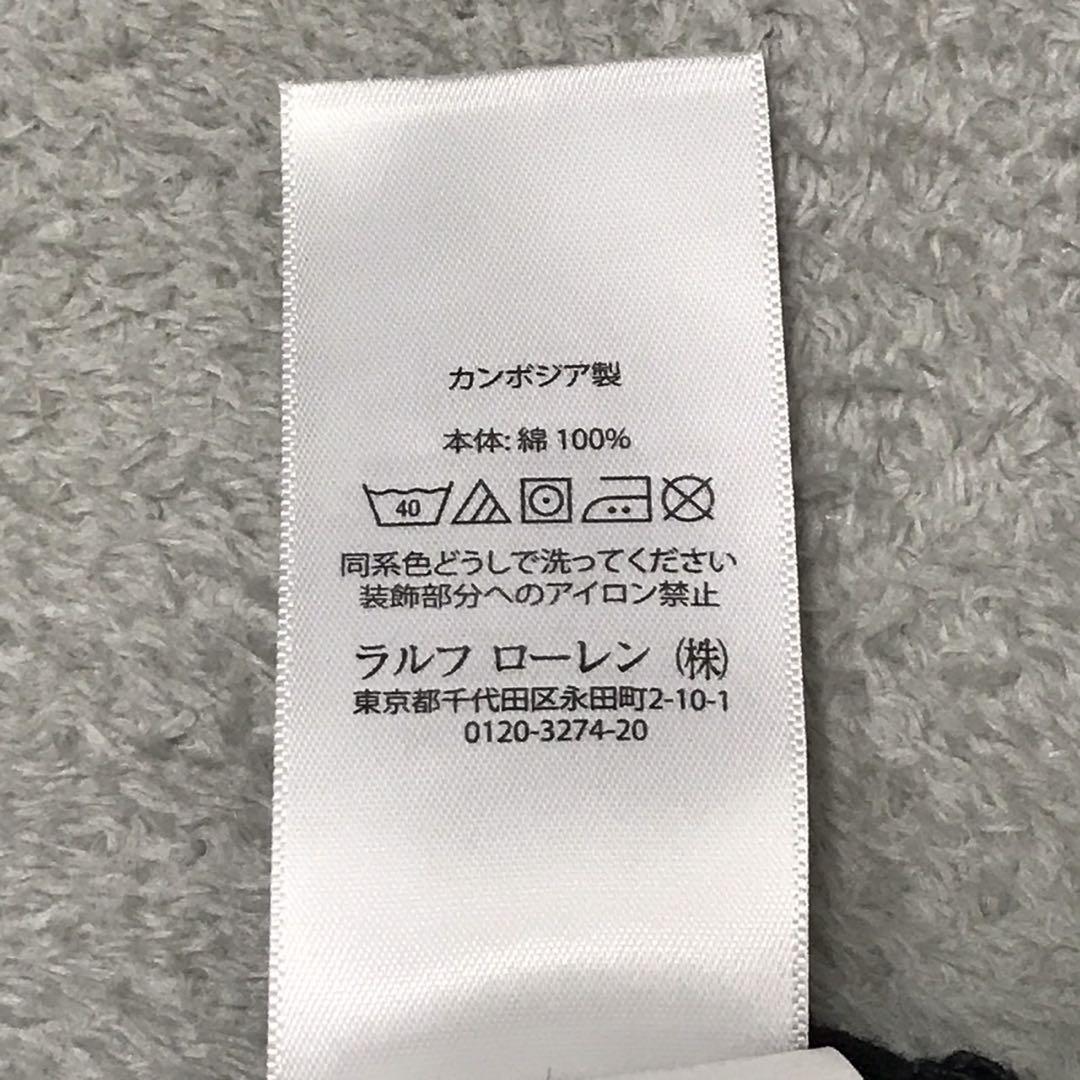 カンボジア製
本体: 綿 100%
40
同系色どうしで洗ってください
装飾部分へのアイロン禁止
ラルフ ローレン (株)
東京都千代田区永田町2-10-1
0120-3274-20